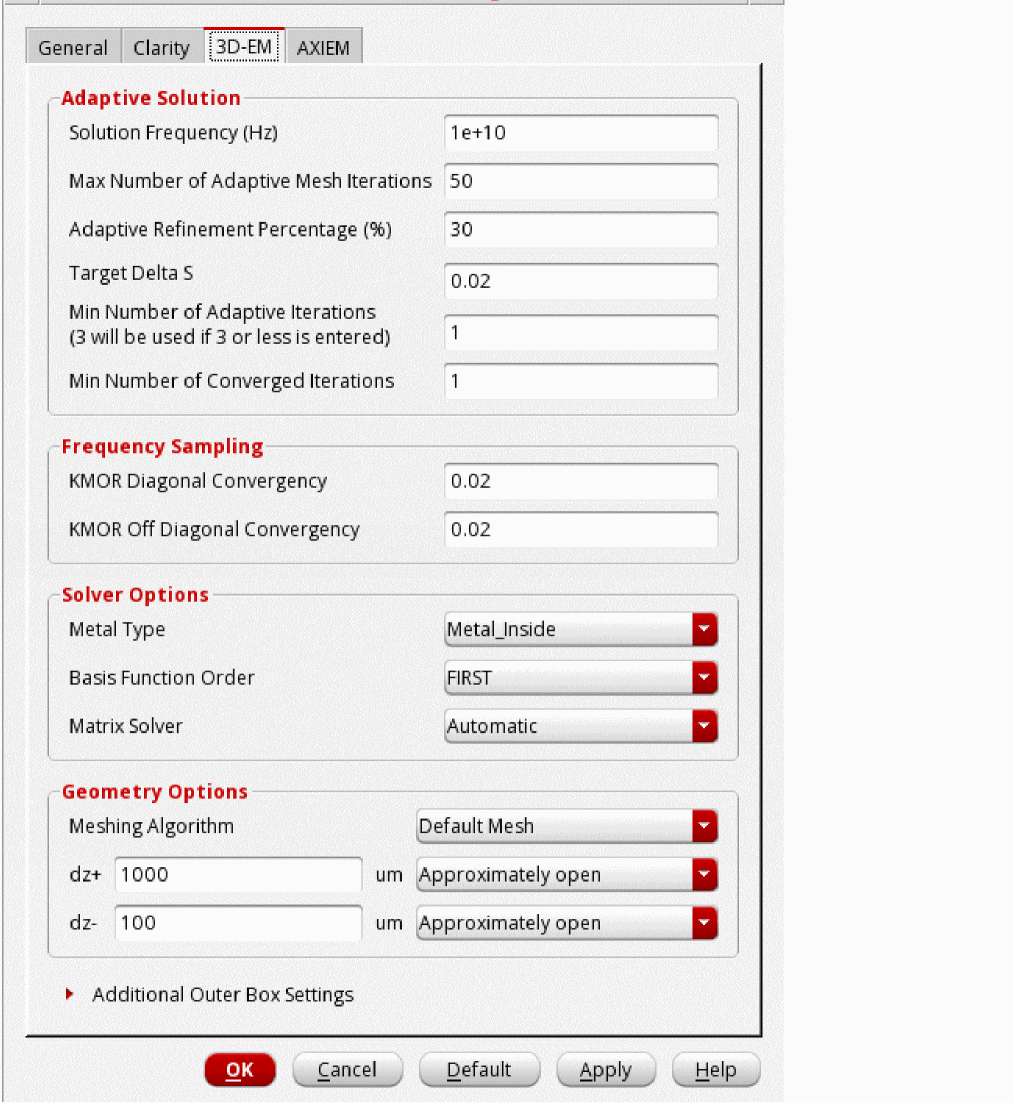 General Clarity 3D-EM AXIEM
Adaptive Solution
Solution Frequency (Hz) 1e+10
Max Number of Adaptive Mesh Iterations 50
Adaptive Refinement Percentage (%) 30
Target Delta S 0.02
Min Number of Adaptive Iterations
(3 will be used if 3 or less is entered) 1
Min Number of Converged Iterations 1
Frequency Sampling
KMOR Diagonal Convergency 0.02
KMOR Off Diagonal Convergency 0.02
Solver Options
Metal Type Metal_Inside
Basis Function Order FIRST
Matrix Solver Automatic
Geometry Options
Meshing Algorithm Default Mesh
dz+ 1000 um Approximately open
dz- 100 um Approximately open
Additional Outer Box Settings
OK Cancel Default Apply Help